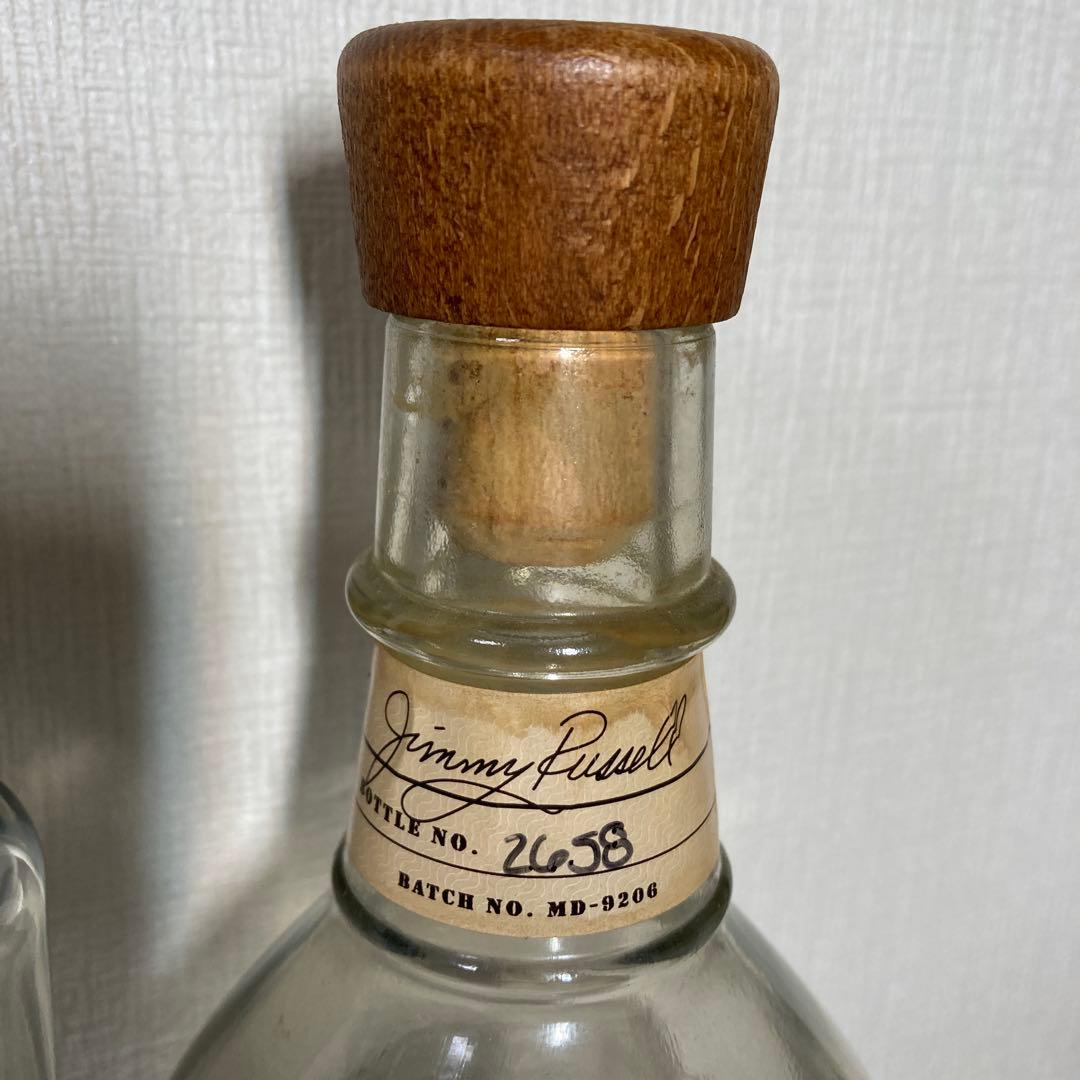 Jimmy Russell
BOTTLE NO. 2658
BATCH NO. MD-9206